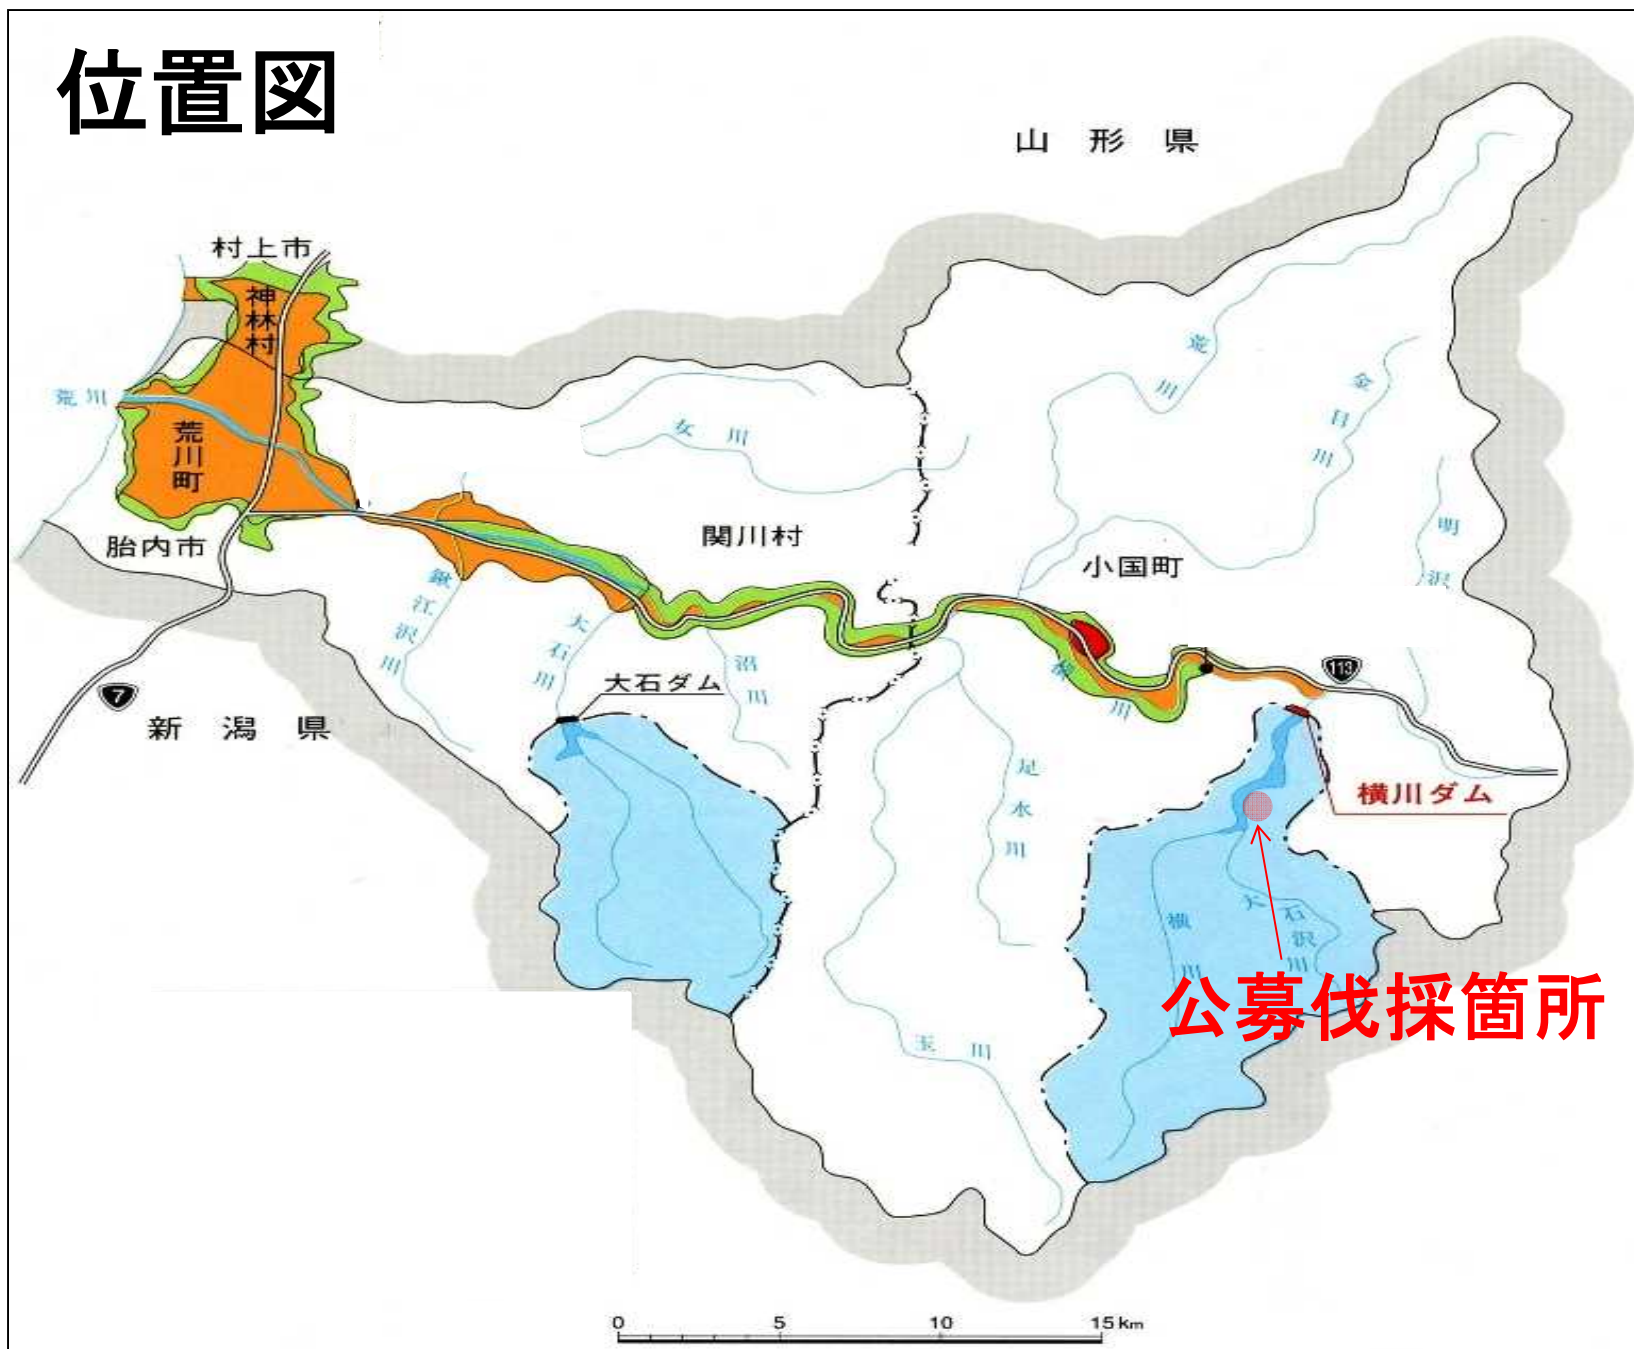 位置図
山形県
村上市
神林村
荒川
荒川
荒川町
金目川
女川
関川村
明沢
胎内市
小国町
鍬江沢川
大石川
沼川
横川
113
7
大石ダム
新潟県
足水川
横川ダム
横川
大石沢川
公募伐採箇所
玉川
0 5 10 15km